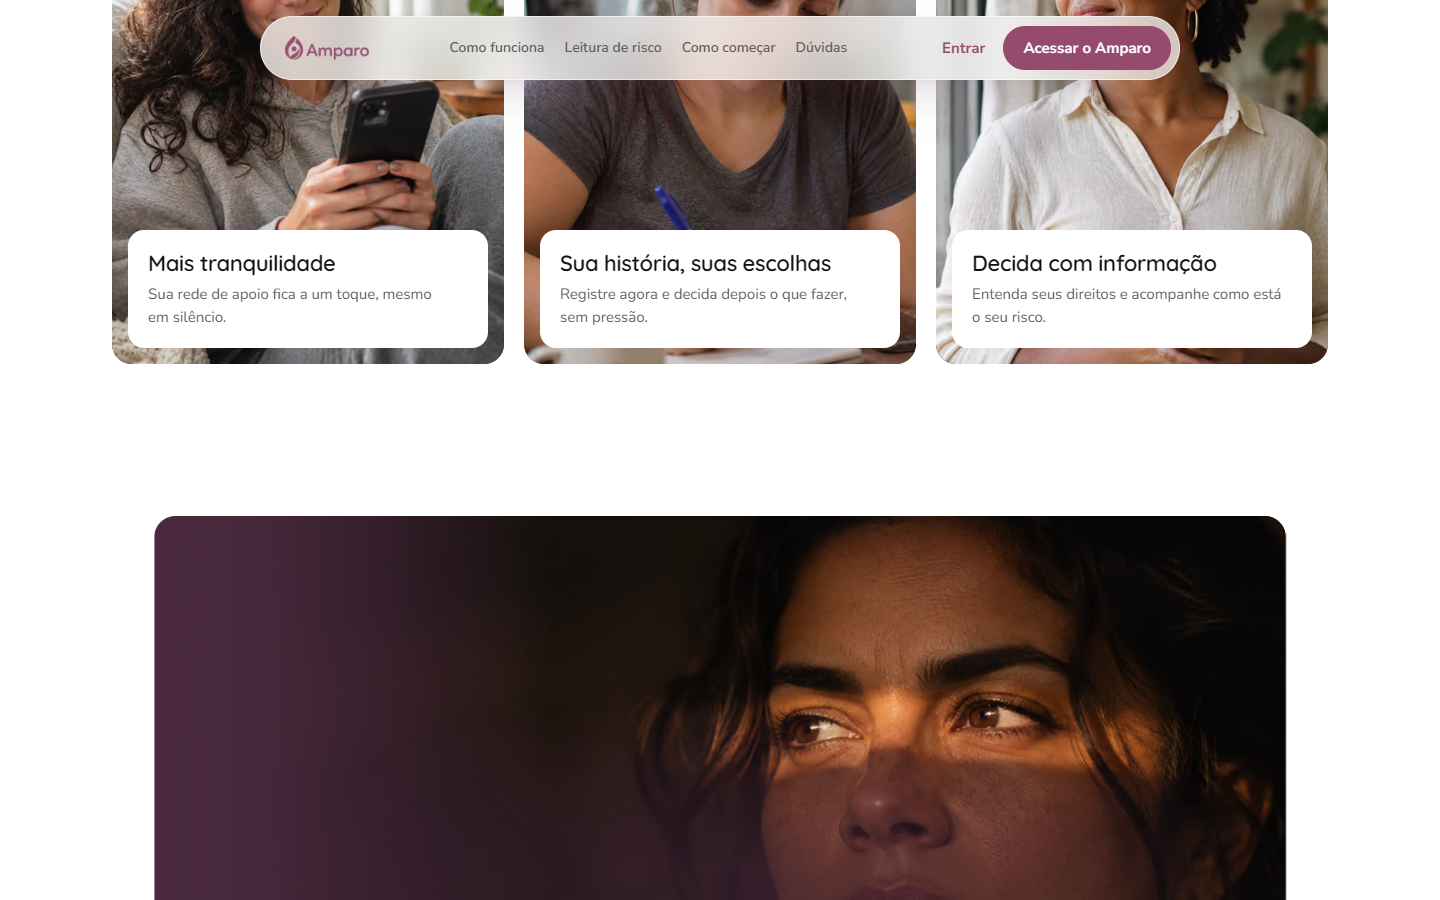 Amparo
Como funciona
Leitura de risco
Como começar
Dúvidas
Entrar
Acessar o Amparo
Mais tranquilidade
Sua rede de apoio fica a um toque, mesmo
em silêncio.
Sua história, suas escolhas
Registre agora e decida depois o que fazer,
sem pressão.
Decida com informação
Entenda seus direitos e acompanhe como está
o seu risco.